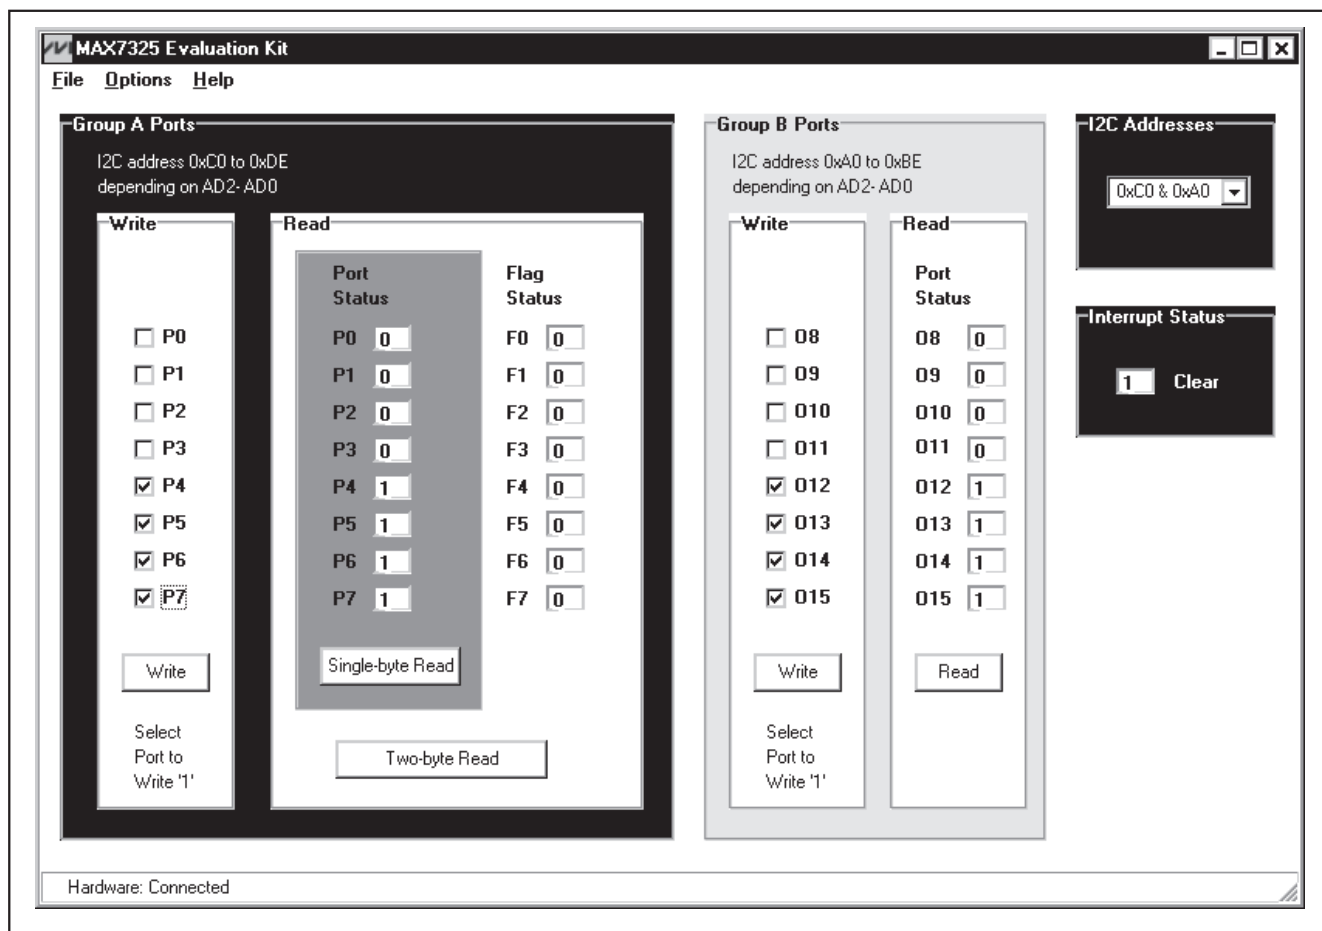 MAX7325 Evaluation Kit
File Options Help
Group A Ports
I2C address 0xC0 to 0xDE
depending on AD2- AD0
Write
P0
P1
P2
P3
P4
P5
P6
P7
Write
Select
Port to
Write '1'
Read
Port
Status
P0 0
P1 0
P2 0
P3 0
P4 1
P5 1
P6 1
P7 1
Single-byte Read
Flag
Status
F0 0
F1 0
F2 0
F3 0
F4 0
F5 0
F6 0
F7 0
Two-byte Read
Group B Ports
I2C address 0xA0 to 0xBE
depending on AD2- AD0
Write
O8
O9
O10
O11
O12
O13
O14
O15
Write
Select
Port to
Write '1'
Read
Port
Status
O8 0
O9 0
O10 0
O11 0
O12 1
O13 1
O14 1
O15 1
Read
I2C Addresses
0xC0 & 0xA0
Interrupt Status
1 Clear
Hardware: Connected